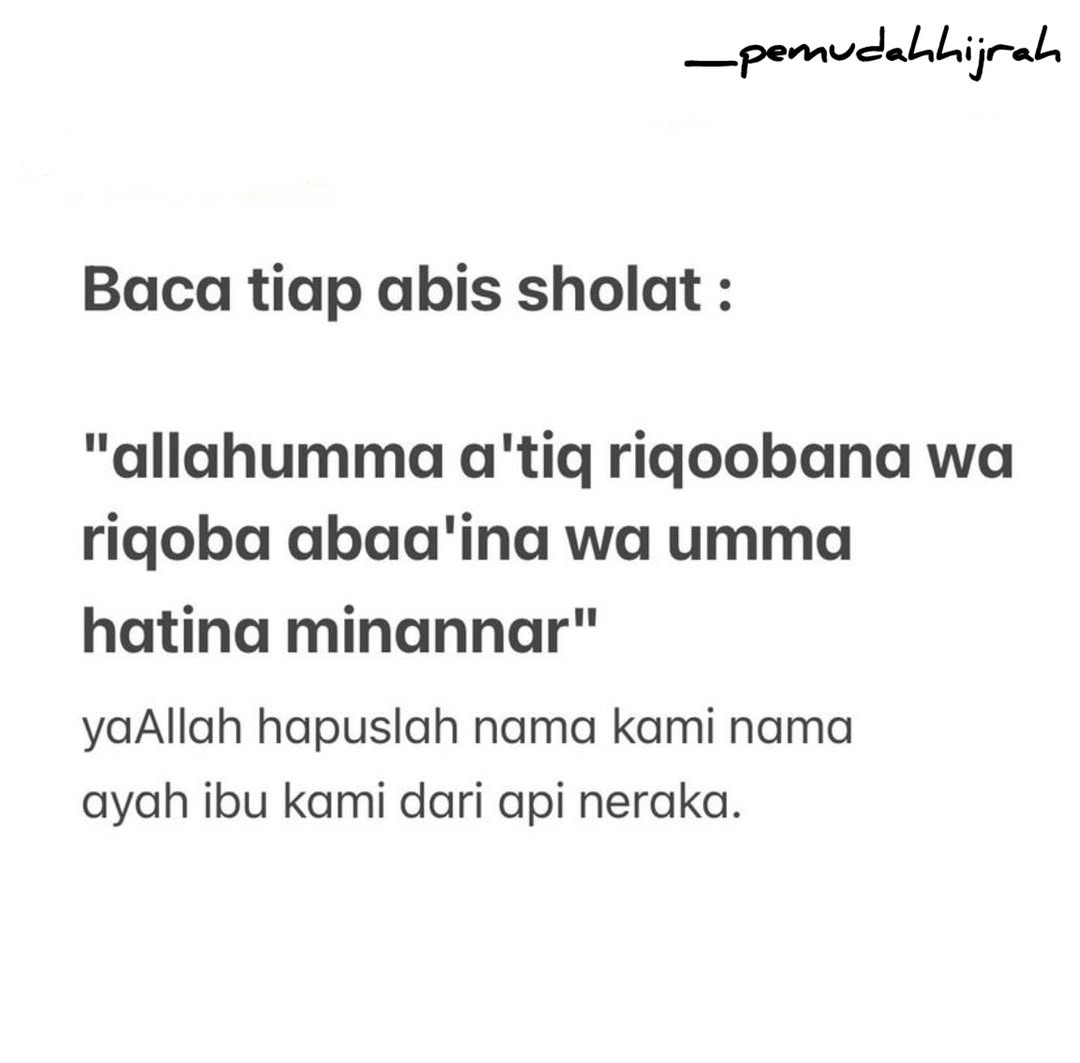 _pemudahhijrah
Baca tiap abis sholat :
"allahumma a'tiq riqoobana wa
riqoba abaa'ina wa umma
hatina minannar"
yaAllah hapuslah nama kami nama
ayah ibu kami dari api neraka.